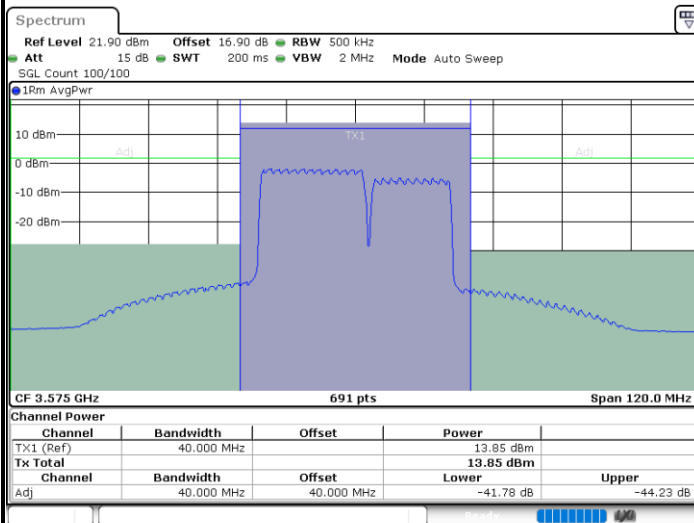 Spectrum
Ref Level 21.90 dBm Offset 16.90 dB RBW 500 kHz
Att 15 dB SWT 200 ms VBW 2 MHz Mode Auto Sweep
SGL Count 100/100
1Rm AvgPwr
10 dBm
TX1
Adj
Adj
0 dBm
-10 dBm
-20 dBm
CF 3.575 GHz 691 pts Span 120.0 MHz
Channel Power
Channel Bandwidth Offset Power
TX1 (Ref) 40.000 MHz 13.85 dBm
Tx Total 13.85 dBm
Channel Bandwidth Offset Lower Upper
Adj 40.000 MHz 40.000 MHz -41.78 dB -44.23 dB
Ready